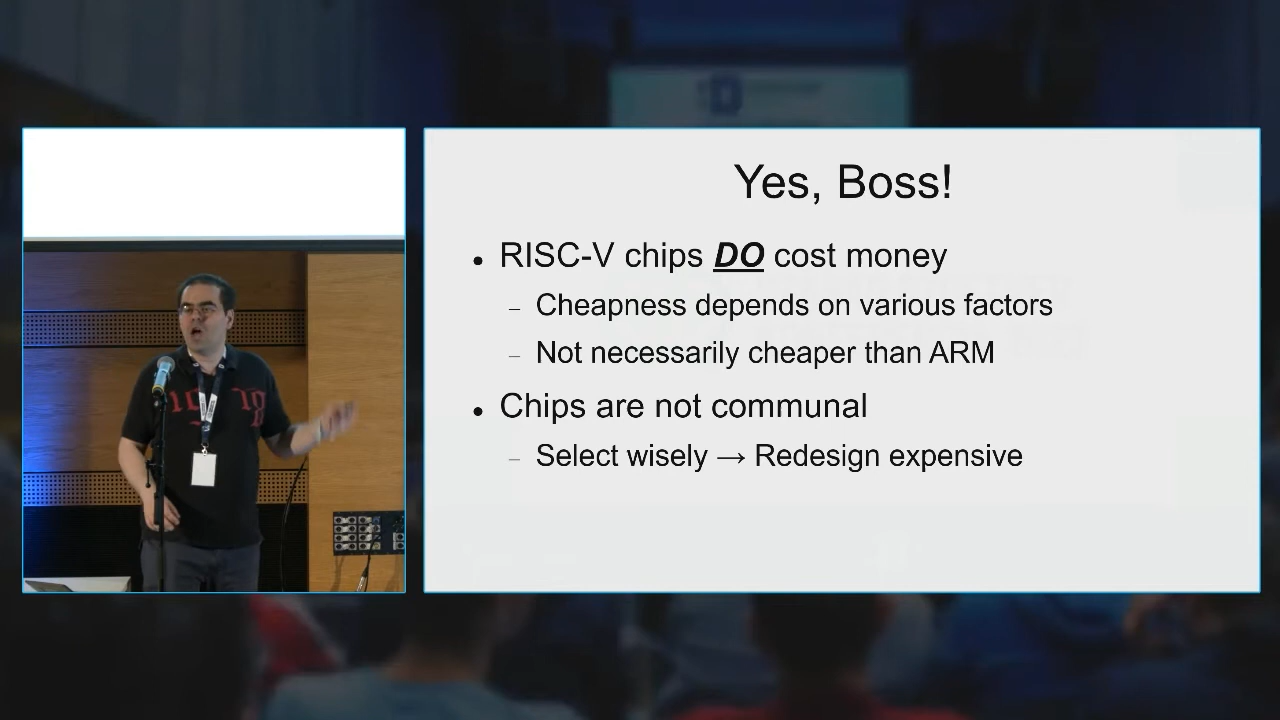 Yes, Boss!
• RISC-V chips DO cost money
– Cheapness depends on various factors
– Not necessarily cheaper than ARM
• Chips are not communal
– Select wisely → Redesign expensive